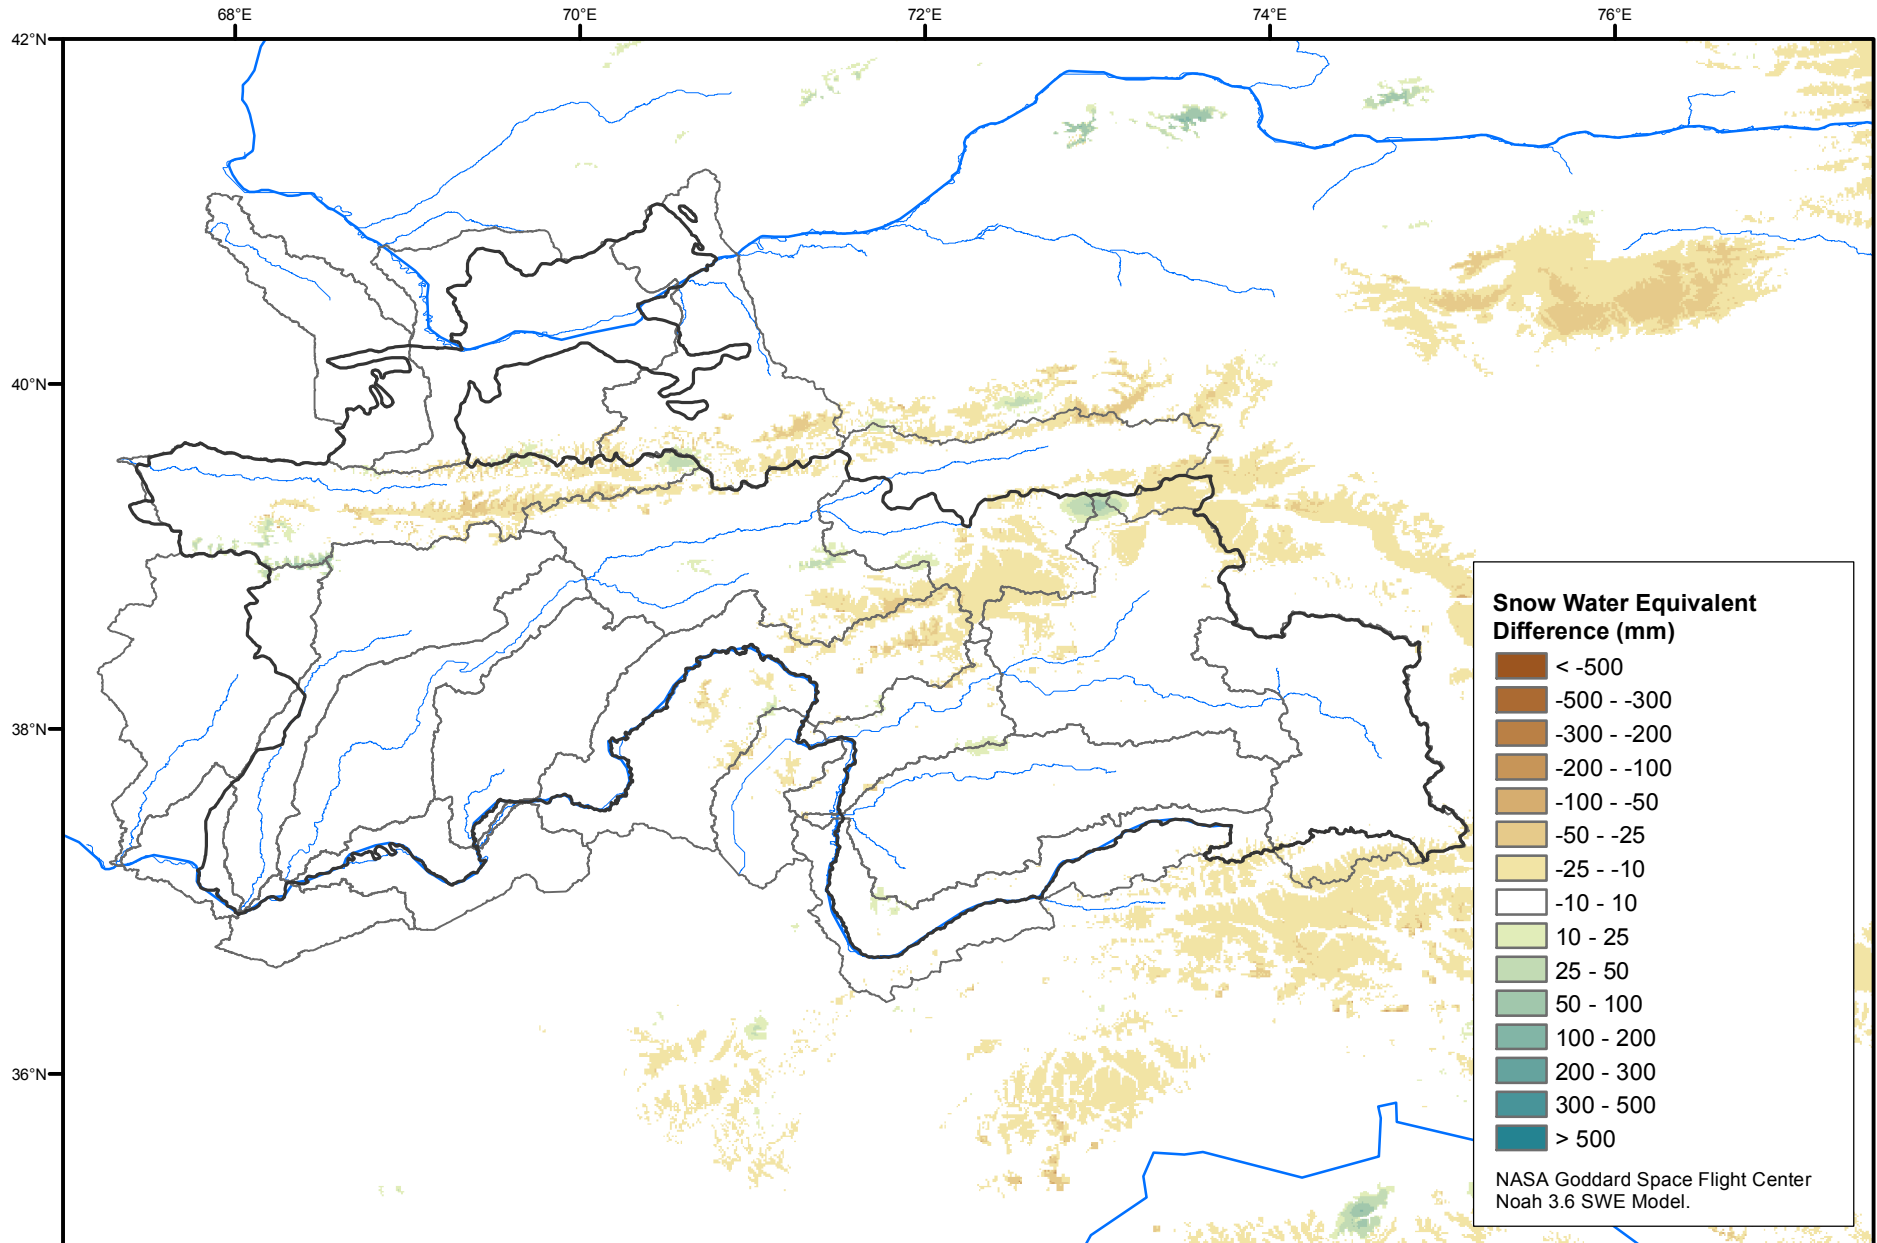 68°E
70°E
72°E
74°E
76°E
42°N
40°N
38°N
36°N
Snow Water Equivalent
Difference (mm)
< -500
-500 - -300
-300 - -200
-200 - -100
-100 - -50
-50 - -25
-25 - -10
-10 - 10
10 - 25
25 - 50
50 - 100
100 - 200
200 - 300
300 - 500
> 500
NASA Goddard Space Flight Center
Noah 3.6 SWE Model.